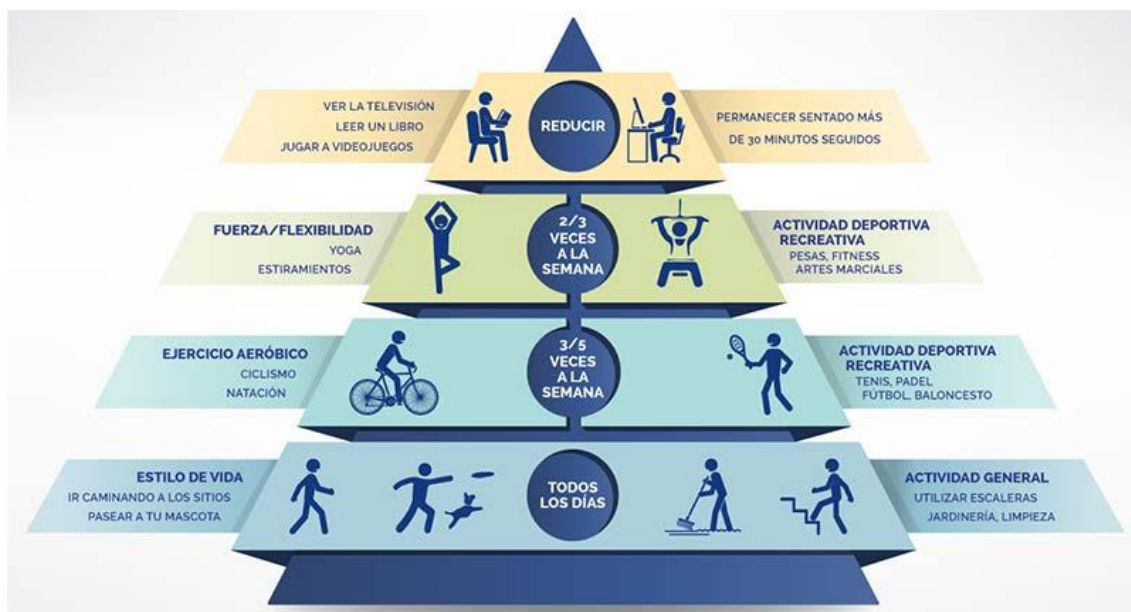 VER LA TELEVISIÓN
LEER UN LIBRO
JUGAR A VIDEOJUEGOS
REDUCIR
PERMANECER SENTADO MÁS
DE 30 MINUTOS SEGUIDOS
FUERZA/FLEXIBILIDAD
YOGA
ESTIRAMIENTOS
2/3
VECES
A LA
SEMANA
ACTIVIDAD DEPORTIVA
RECREATIVA
PESAS, FITNESS
ARTES MARCIALES
EJERCICIO AERÓBICO
CICLISMO
NATACIÓN
3/5
VECES
A LA
SEMANA
ACTIVIDAD DEPORTIVA
RECREATIVA
TENIS, PADEL
FÚTBOL, BALONCESTO
ESTILO DE VIDA
IR CAMINANDO A LOS SITIOS
PASEAR A TU MASCOTA
TODOS
LOS DÍAS
ACTIVIDAD GENERAL
UTILIZAR ESCALERAS
JARDINERÍA, LIMPIEZA